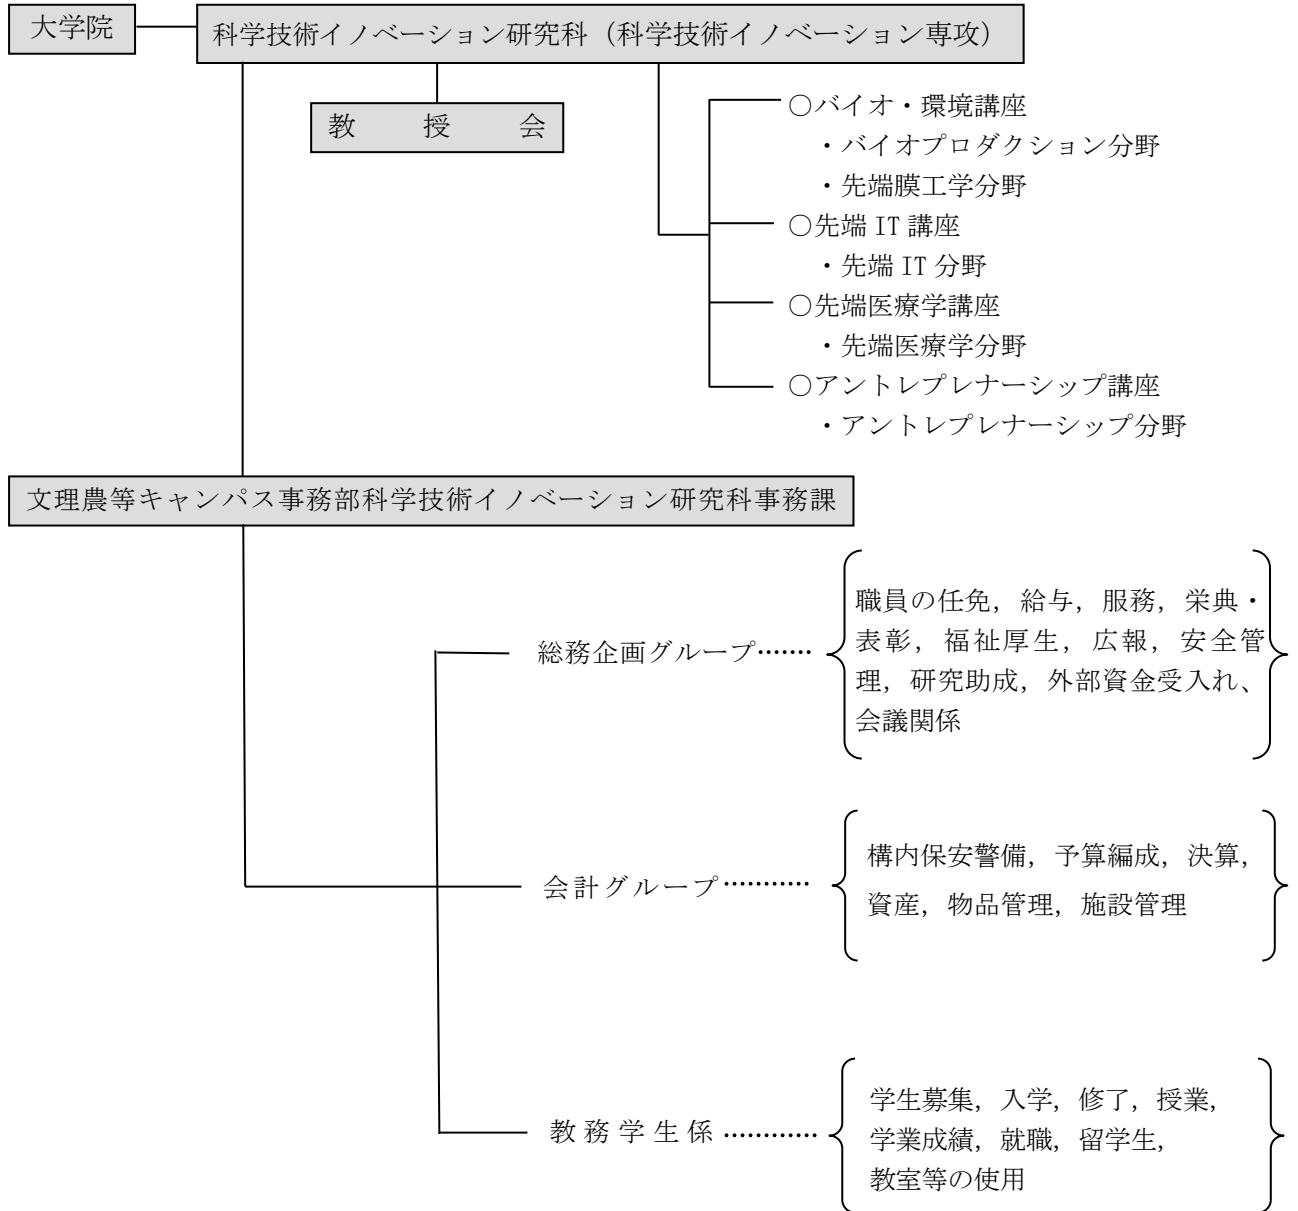 大学院
科学技術イノベーション研究科（科学技術イノベーション専攻）
教授会
○バイオ・環境講座
・バイオプロダクション分野
・先端膜工学分野
○先端 IT 講座
・先端 IT 分野
○先端医療学講座
・先端医療学分野
○アントレプレナーシップ講座
・アントレプレナーシップ分野
文理農等キャンパス事務部科学技術イノベーション研究科事務課
総務企画グループ……
職員の任免，給与，服務，栄典・
表彰，福祉厚生，広報，安全管
理，研究助成，外部資金受入れ、
会議関係
会計グループ…………
構内保安警備，予算編成，決算，
資産，物品管理，施設管理
教務学生係…………
学生募集，入学，修了，授業，
学業成績，就職，留学生，
教室等の使用